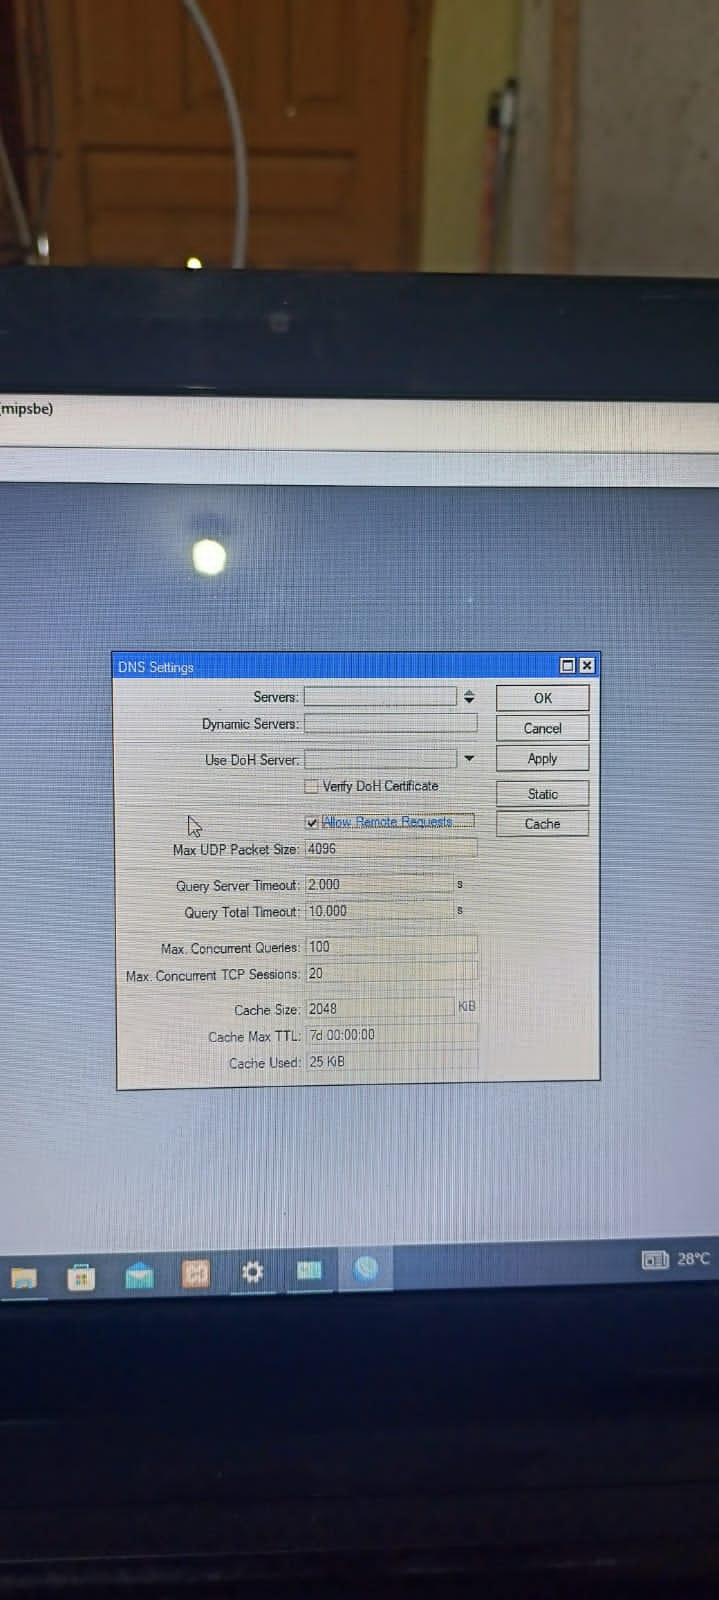 (mipsbe)
DNS Settings
Servers:
OK
Dynamic Servers:
Cancel
Use DoH Server:
Apply
Verify DoH Certificate
Static
Allow Remote Requests
Cache
Max UDP Packet Size: 4096
Query Server Timeout: 2.000 s
Query Total Timeout: 10.000 s
Max. Concurrent Queries: 100
Max. Concurrent TCP Sessions: 20
Cache Size: 2048 KiB
Cache Max TTL: 7d 00:00:00
Cache Used: 25 KiB
28°C